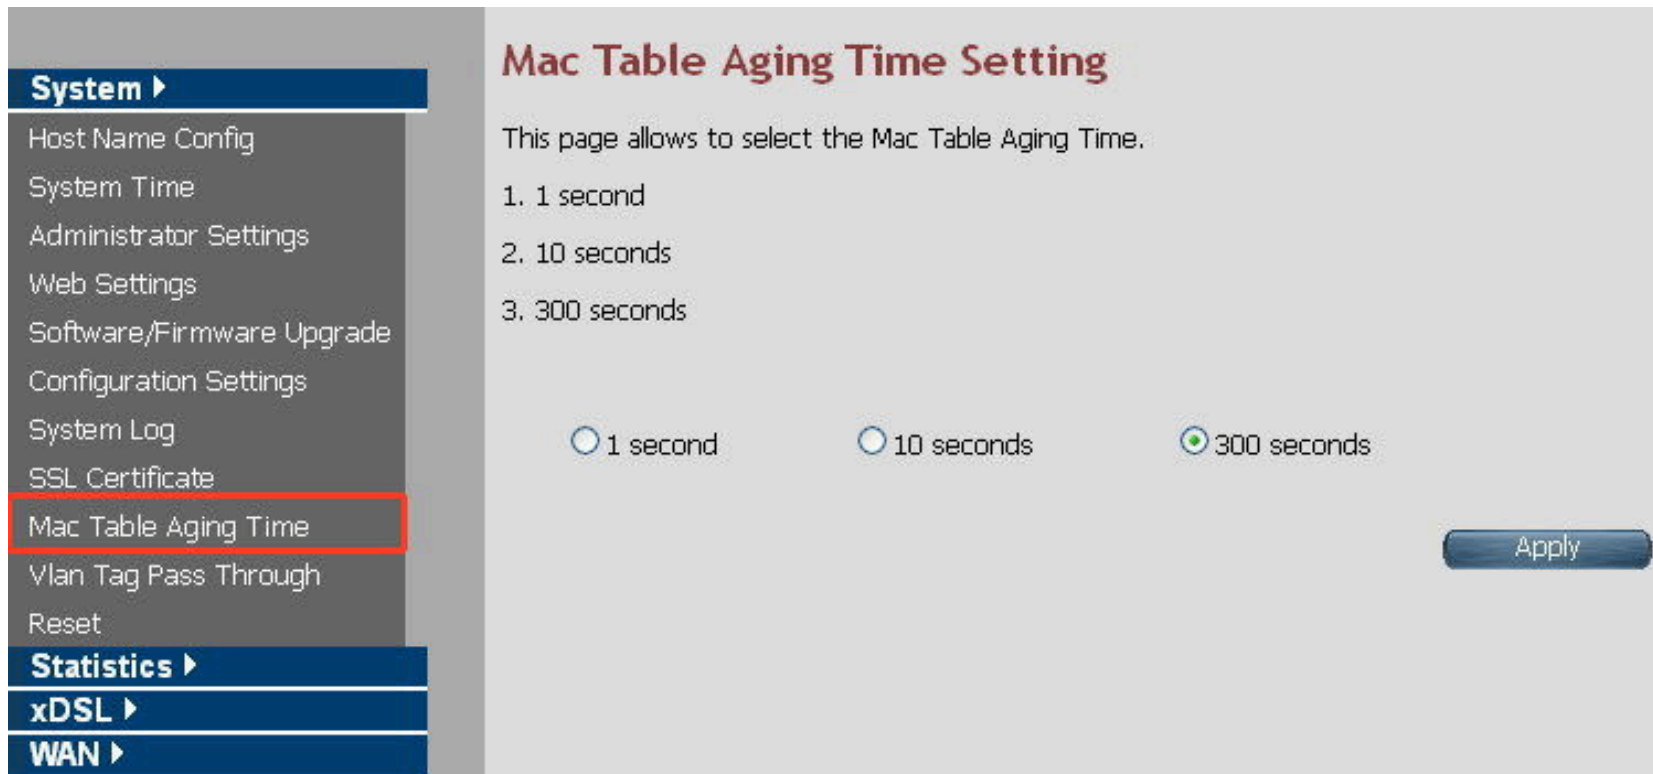 System
Host Name Config
System Time
Administrator Settings
Web Settings
Software/Firmware Upgrade
Configuration Settings
System Log
SSL Certificate
Mac Table Aging Time
Vlan Tag Pass Through
Reset
Statistics
xDSL
WAN
Mac Table Aging Time Setting
This page allows to select the Mac Table Aging Time.
1. 1 second
2. 10 seconds
3. 300 seconds
1 second 10 seconds 300 seconds
Apply